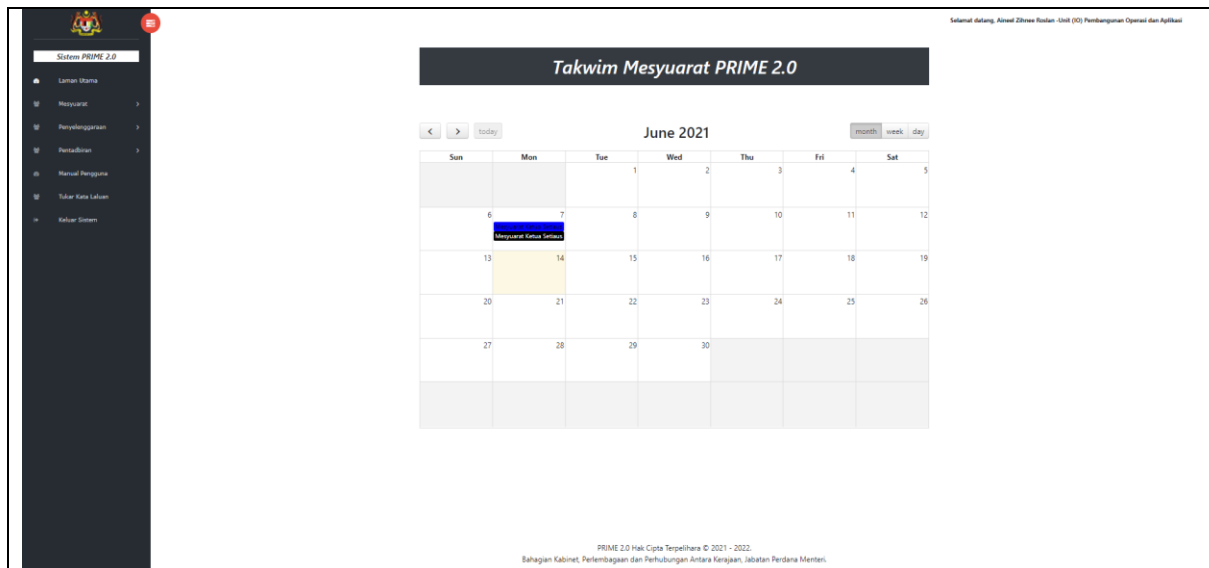 Selamat datang, Aineel Zihnee Roslan -Unit (IO) Pembangunan Operasi dan Aplikasi
Sistem PRIME 2.0
Laman Utama
Mesyuarat
Penyelenggaraan
Pentadbiran
Manual Pengguna
Tukar Kata Laluan
Keluar Sistem
Takwim Mesyuarat PRIME 2.0
today
June 2021
month week day
Sun Mon Tue Wed Thu Fri Sat
1 2 3 4 5
6 7 8 9 10 11 12
Mesyuarat Ketua Setiaus
13 14 15 16 17 18 19
20 21 22 23 24 25 26
27 28 29 30
PRIME 2.0 Hak Cipta Terpelihara © 2021 - 2022.
Bahagian Kabinet, Perlembagaan dan Perhubungan Antara Kerajaan, Jabatan Perdana Menteri.